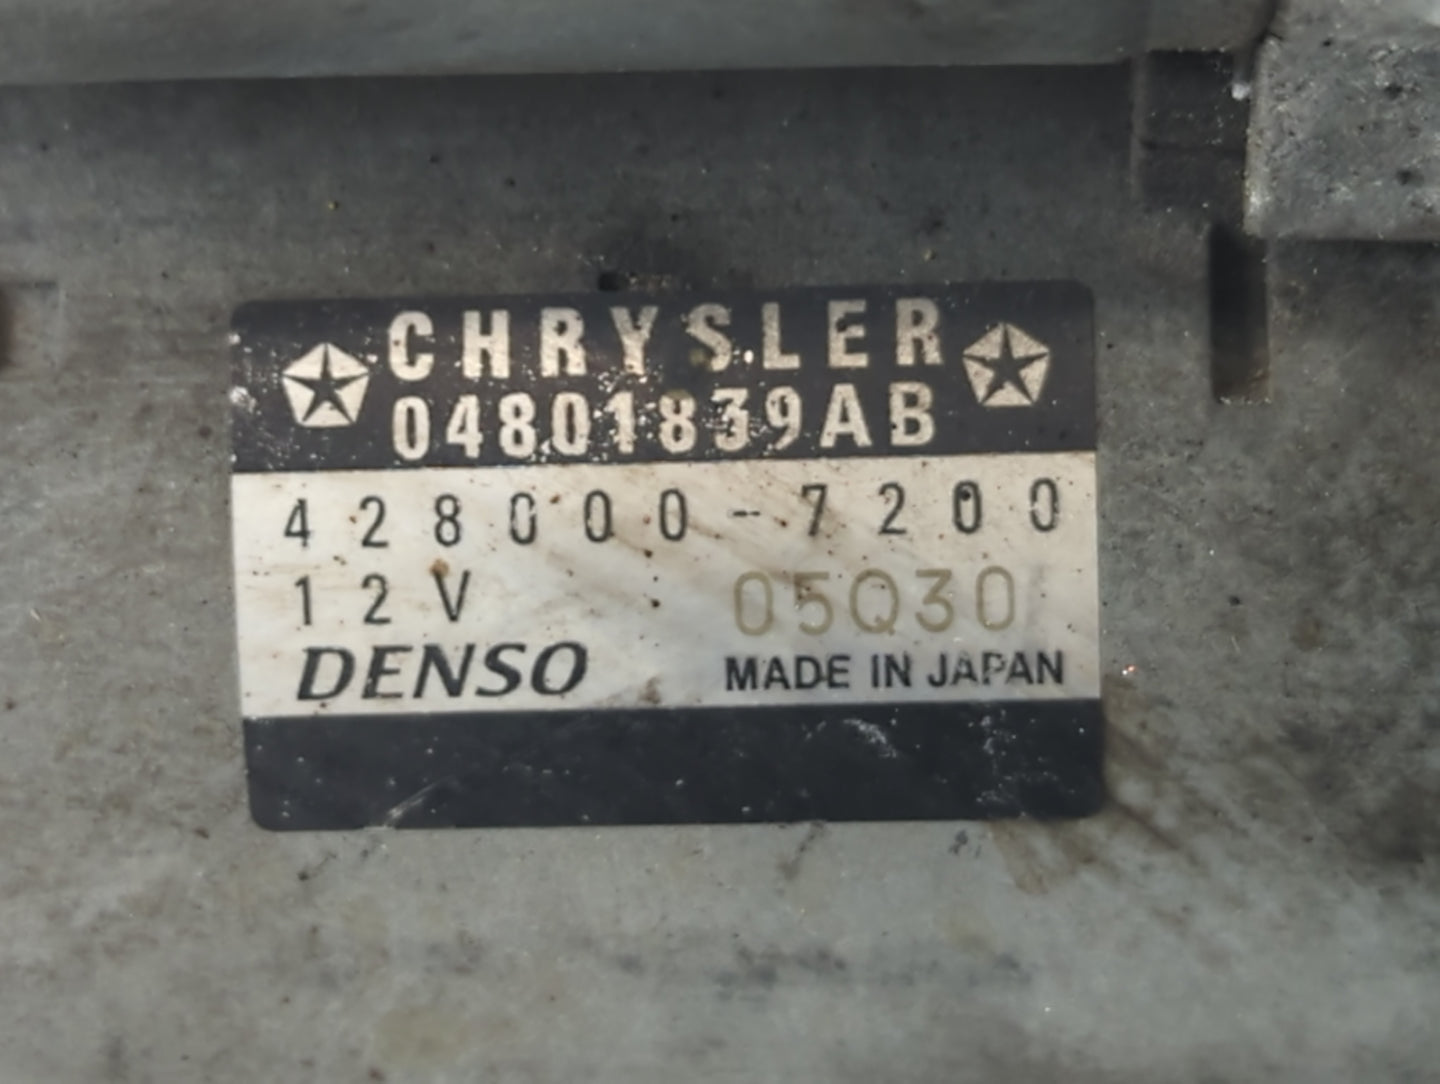 CHRYSLER
04801839AB
428000-7200
12V 05Q30
DENSO MADE IN JAPAN